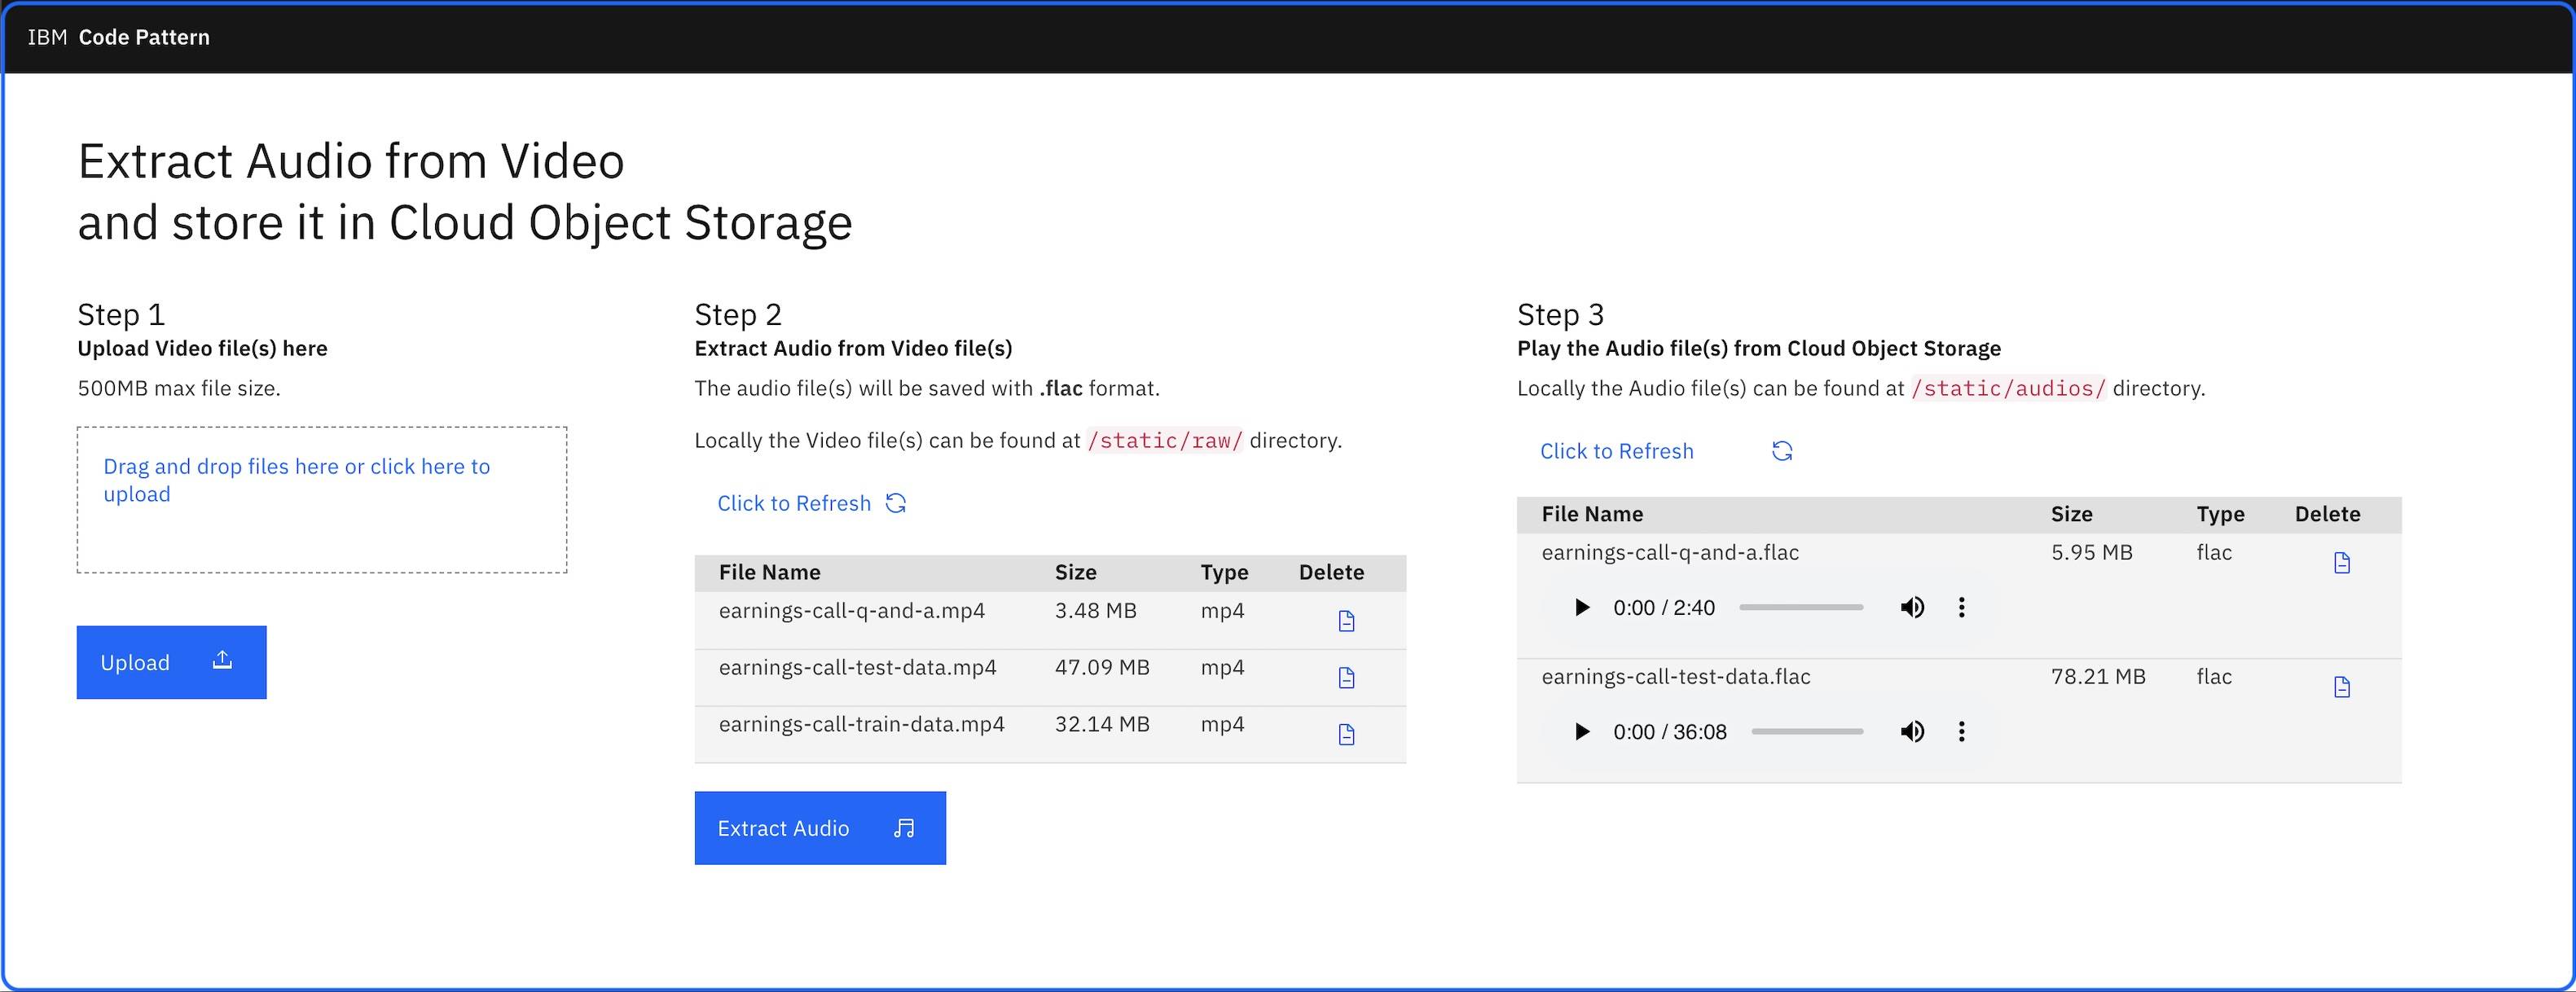 IBM Code Pattern
Extract Audio from Video
and store it in Cloud Object Storage
Step 1
Upload Video file(s) here
500MB max file size.
Drag and drop files here or click here to
upload
Upload
Step 2
Extract Audio from Video file(s)
The audio file(s) will be saved with .flac format.
Locally the Video file(s) can be found at /static/raw/ directory.
Click to Refresh
File Name Size Type Delete
earnings-call-q-and-a.mp4 3.48 MB mp4
earnings-call-test-data.mp4 47.09 MB mp4
earnings-call-train-data.mp4 32.14 MB mp4
Extract Audio
Step 3
Play the Audio file(s) from Cloud Object Storage
Locally the Audio file(s) can be found at /static/audios/ directory.
Click to Refresh
File Name Size Type Delete
earnings-call-q-and-a.flac 5.95 MB flac
0:00 / 2:40
earnings-call-test-data.flac 78.21 MB flac
0:00 / 36:08